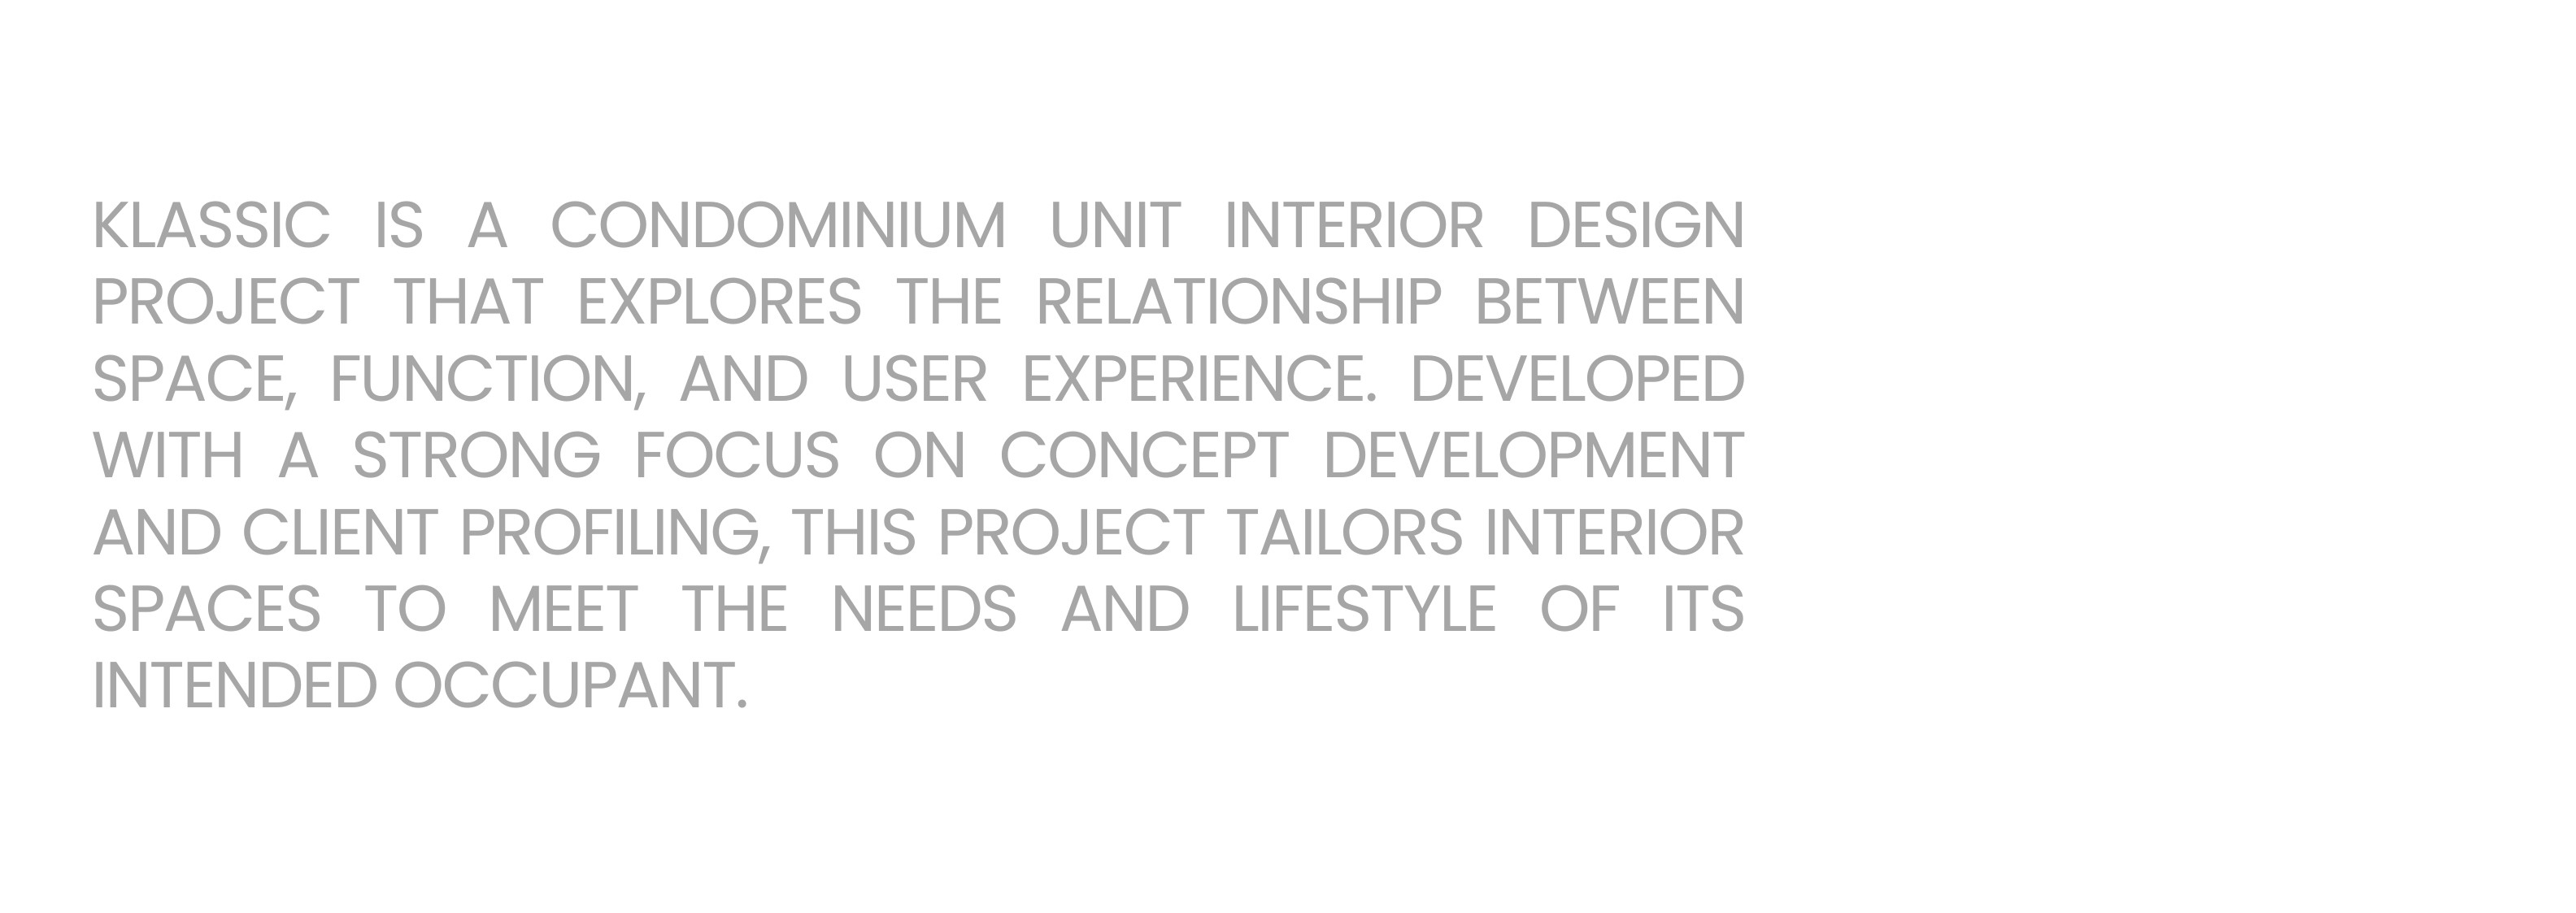 KLASSIC IS A CONDOMINIUM UNIT INTERIOR DESIGN
PROJECT THAT EXPLORES THE RELATIONSHIP BETWEEN
SPACE, FUNCTION, AND USER EXPERIENCE. DEVELOPED
WITH A STRONG FOCUS ON CONCEPT DEVELOPMENT
AND CLIENT PROFILING, THIS PROJECT TAILORS INTERIOR
SPACES TO MEET THE NEEDS AND LIFESTYLE OF ITS
INTENDED OCCUPANT.